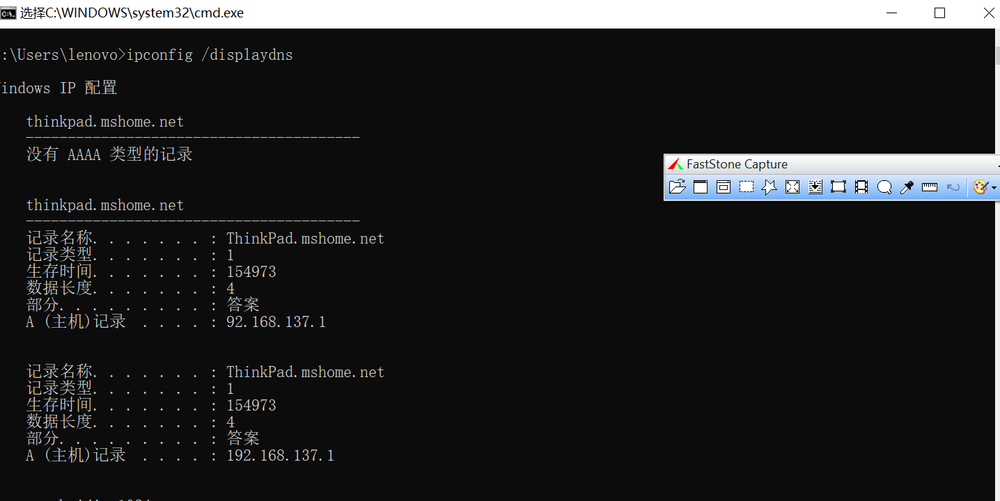 选择C:\WINDOWS\system32\cmd.exe
:\Users\lenovo>ipconfig /displaydns
indows IP 配置
thinkpad.mshome.net
----------------------------------------
没有 AAAA 类型的记录
FastStone Capture
thinkpad.mshome.net
----------------------------------------
记录名称. . . . . . . : ThinkPad.mshome.net
记录类型. . . . . . . : 1
生存时间. . . . . . . : 154973
数据长度. . . . . . . : 4
部分. . . . . . . . . : 答案
A (主机)记录 . . . . : 92.168.137.1
记录名称. . . . . . . : ThinkPad.mshome.net
记录类型. . . . . . . : 1
生存时间. . . . . . . : 154973
数据长度. . . . . . . : 4
部分. . . . . . . . . : 答案
A (主机)记录 . . . . : 192.168.137.1